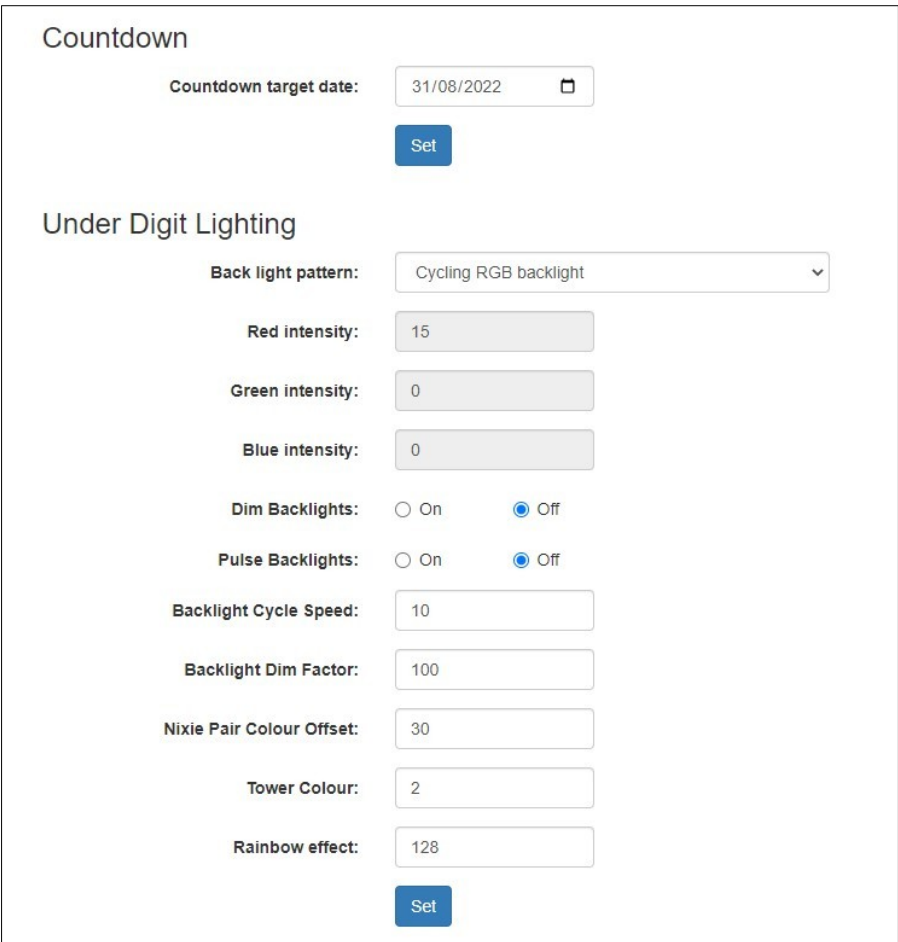 Countdown
Countdown target date: 31/08/2022
Set
Under Digit Lighting
Back light pattern: Cycling RGB backlight
Red intensity: 15
Green intensity: 0
Blue intensity: 0
Dim Backlights: On Off
Pulse Backlights: On Off
Backlight Cycle Speed: 10
Backlight Dim Factor: 100
Nixie Pair Colour Offset: 30
Tower Colour: 2
Rainbow effect: 128
Set